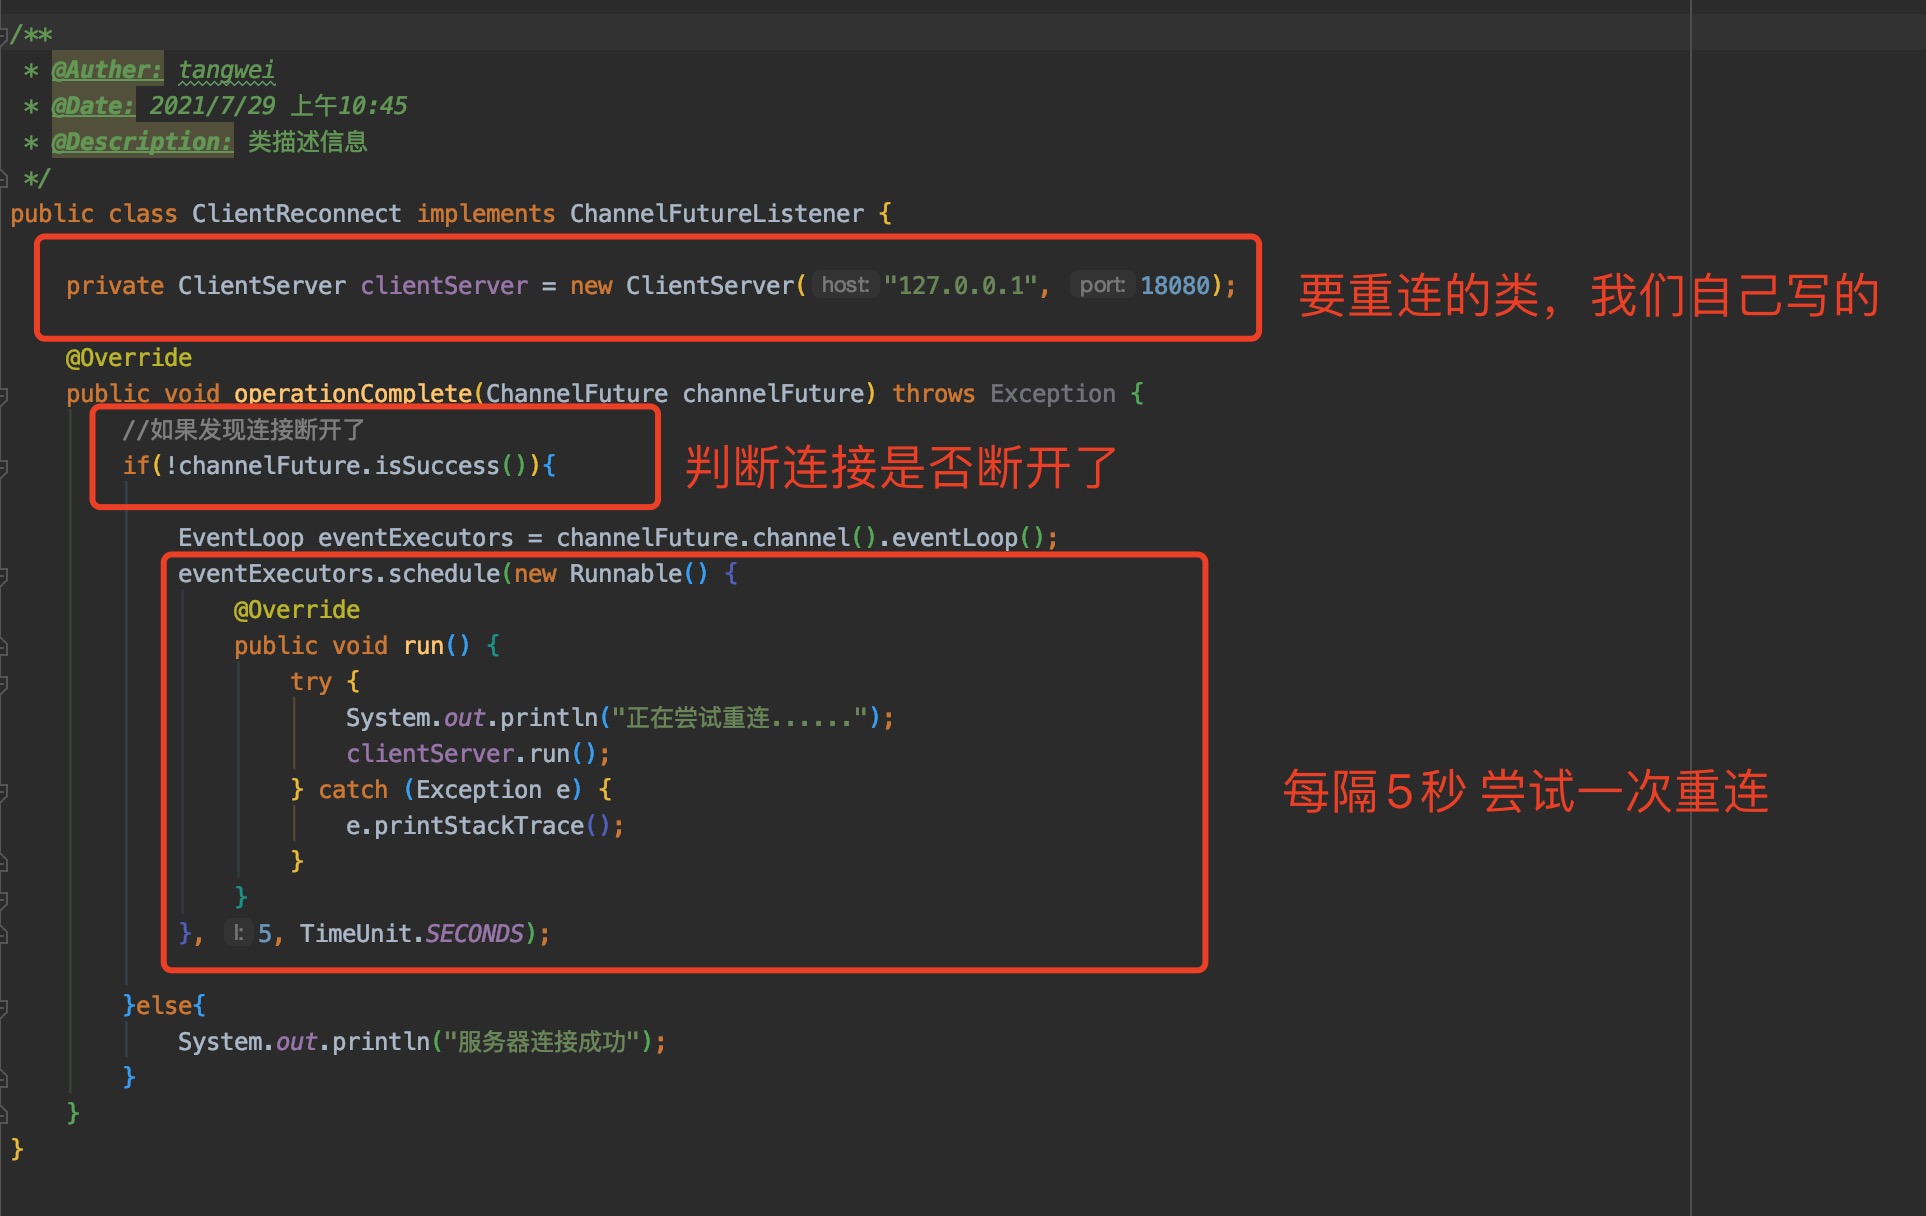 /**
* @Auther: tangwei
* @Date: 2021/7/29 上午10:45
* @Description: 类描述信息
*/
public class ClientReconnect implements ChannelFutureListener {
private ClientServer clientServer = new ClientServer( host: "127.0.0.1", port: 18080);
要重连的类，我们自己写的
@Override
public void operationComplete(ChannelFuture channelFuture) throws Exception {
//如果发现连接断开了
if(!channelFuture.isSuccess()){
判断连接是否断开了
EventLoop eventExecutors = channelFuture.channel().eventLoop();
eventExecutors.schedule(new Runnable() {
@Override
public void run() {
try {
System.out.println("正在尝试重连......");
clientServer.run();
} catch (Exception e) {
每隔5秒 尝试一次重连
e.printStackTrace();
}
}
}, l: 5, TimeUnit.SECONDS);
}else{
System.out.println("服务器连接成功");
}
}
}